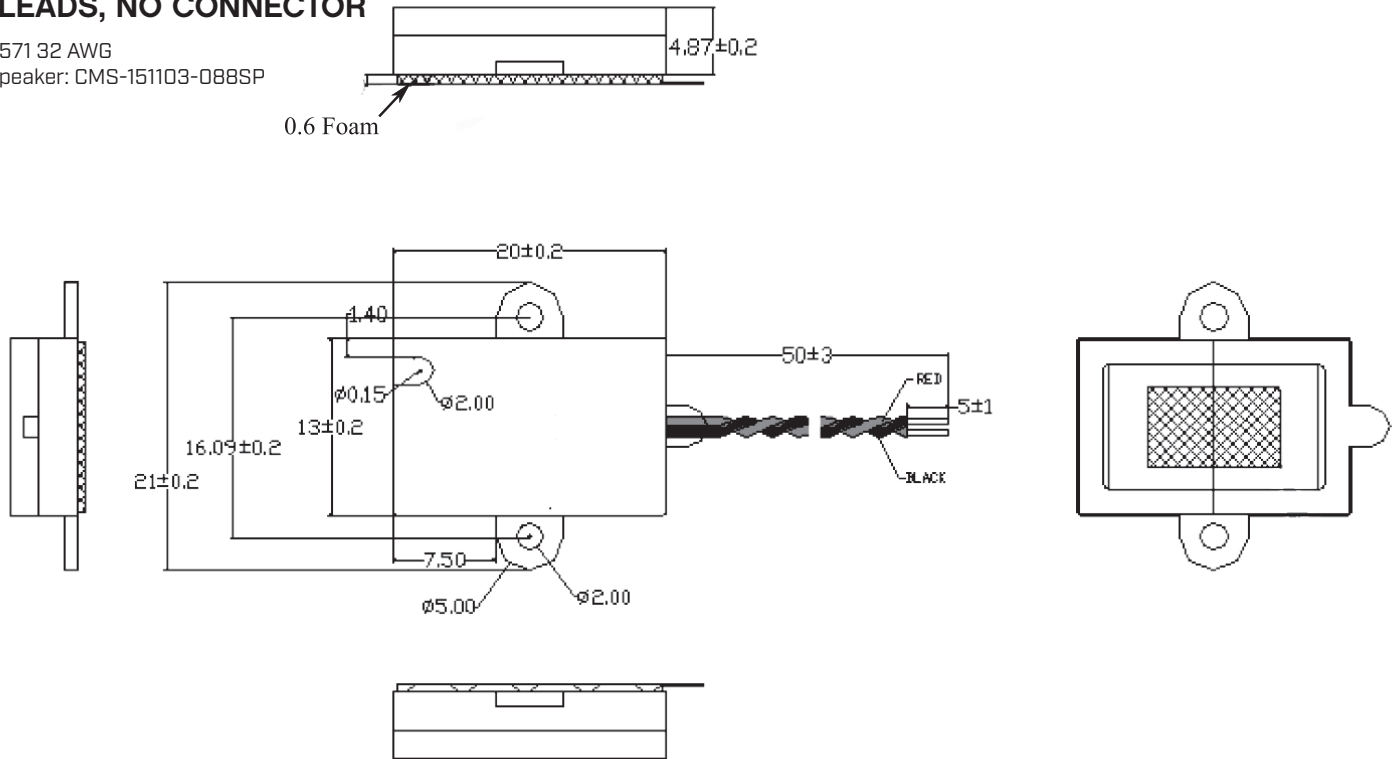 LEADS, NO CONNECTOR
571 32 AWG
peaker: CMS-151103-088SP
4.87±0.2
0.6 Foam
20±0.2
1.40
50±3
RED
Ø0.15
Ø2.00
5±1
13±0.2
16.09±0.2
21±0.2
BLACK
7.50
Ø5.00
Ø2.00